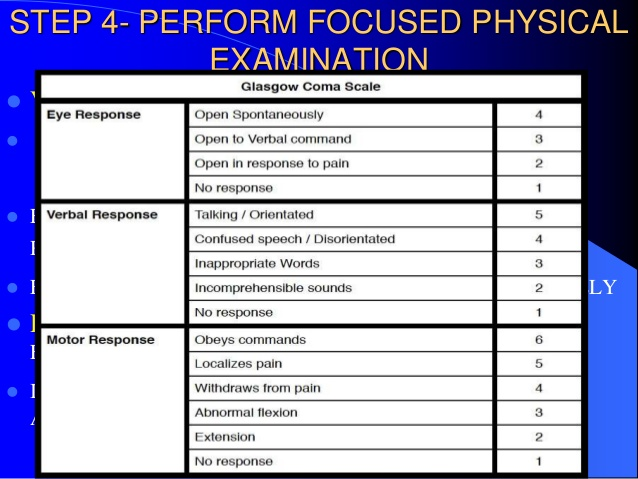 STEP 4- PERFORM FOCUSED PHYSICAL
EXAMINATION
Glasgow Coma Scale
Eye Response
Open Spontaneously 4
Open to Verbal command 3
Open in response to pain 2
No response 1
Verbal Response
Talking / Orientated 5
Confused speech / Disorientated 4
Inappropriate Words 3
Incomprehensible sounds 2
No response 1
Motor Response
Obeys commands 6
Localizes pain 5
Withdraws from pain 4
Abnormal flexion 3
Extension 2
No response 1